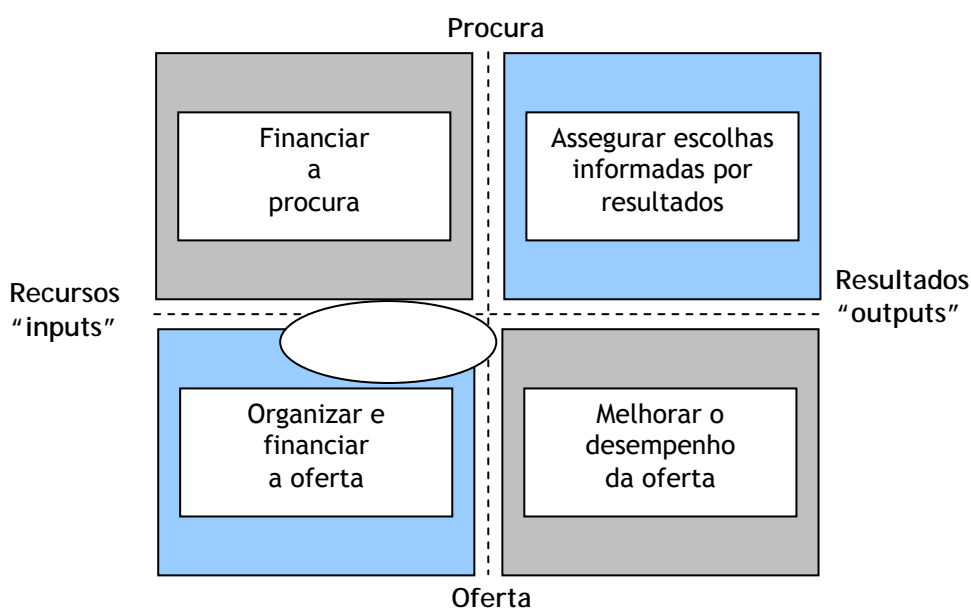 Procura
Financiar
a
procura
Assegurar escolhas
informadas por
resultados
Recursos
“inputs”
Resultados
“outputs”
Organizar e
financiar
a oferta
Melhorar o
desempenho
da oferta
Oferta